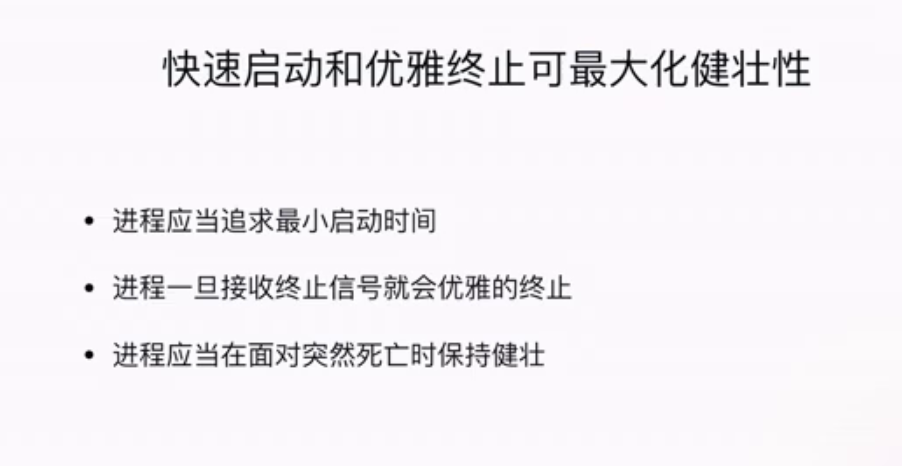 快速启动和优雅终止可最大化健壮性
• 进程应当追求最小启动时间
• 进程一旦接收终止信号就会优雅的终止
• 进程应当在面对突然死亡时保持健壮